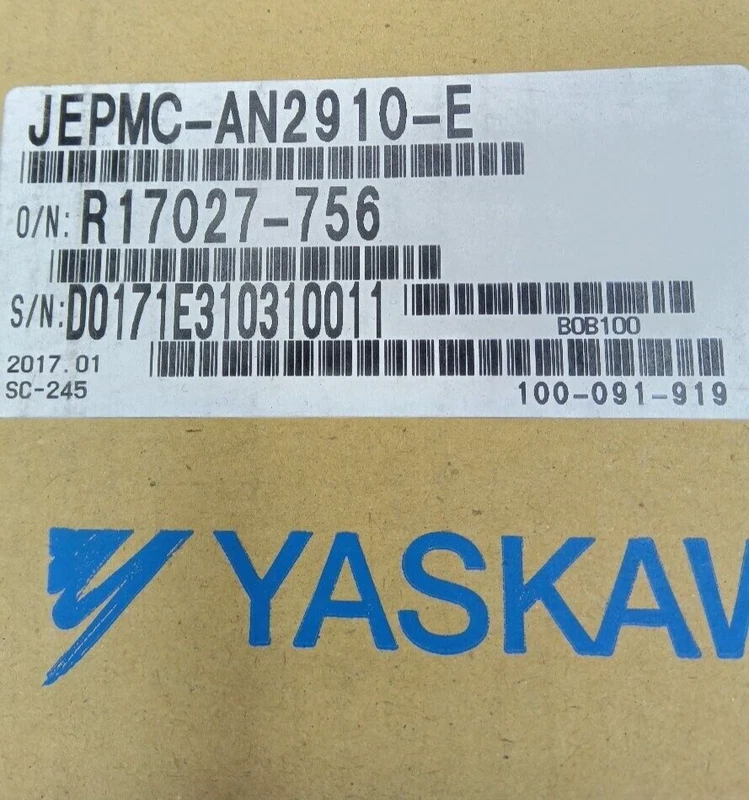 JEPMC-AN2910-E
O/N: R17027-756
S/N: D0171E310310011
B0B100
2017.01
SC-245
100-091-919
YASKAW